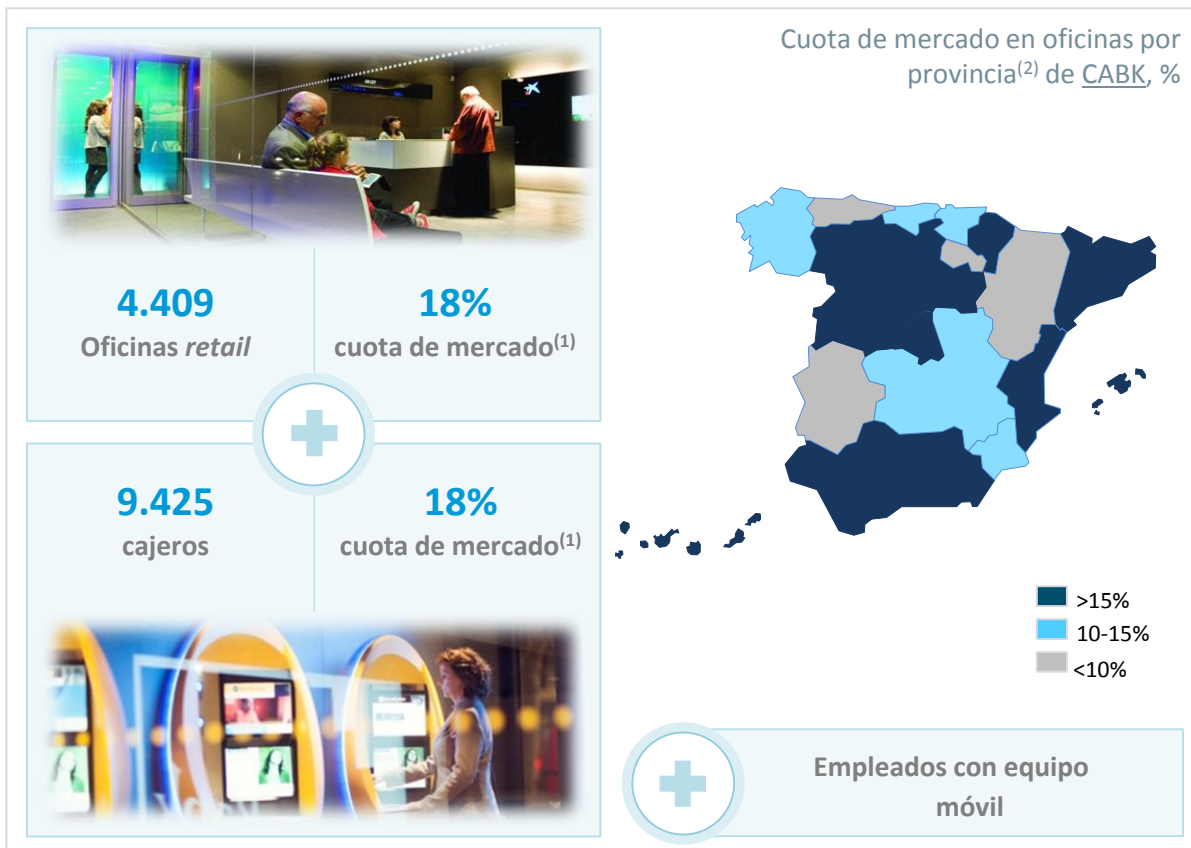 4.409
Oficinas retail
18%
cuota de mercado(1)
9.425
cajeros
18%
cuota de mercado(1)
Cuota de mercado en oficinas por
provincia(2) de CABK, %
>15%
10-15%
<10%
Empleados con equipo
móvil